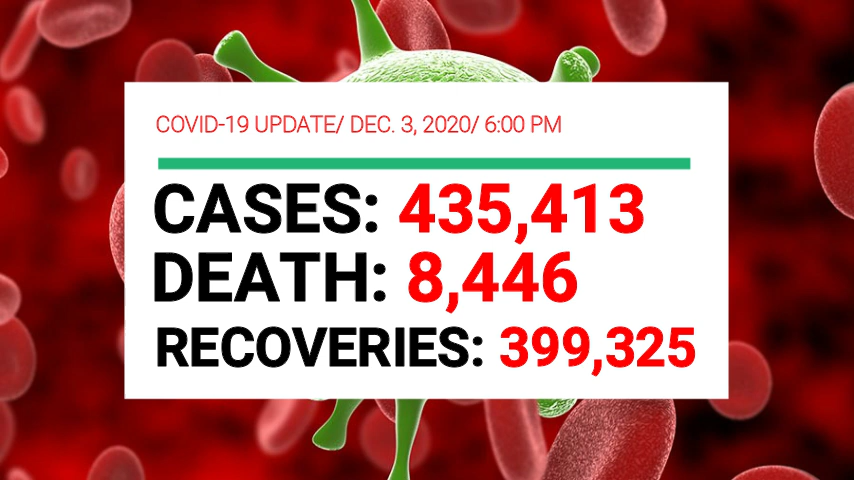 COVID-19 UPDATE/ DEC. 3, 2020/ 6:00 PM
CASES: 435,413
DEATH: 8,446
RECOVERIES: 399,325